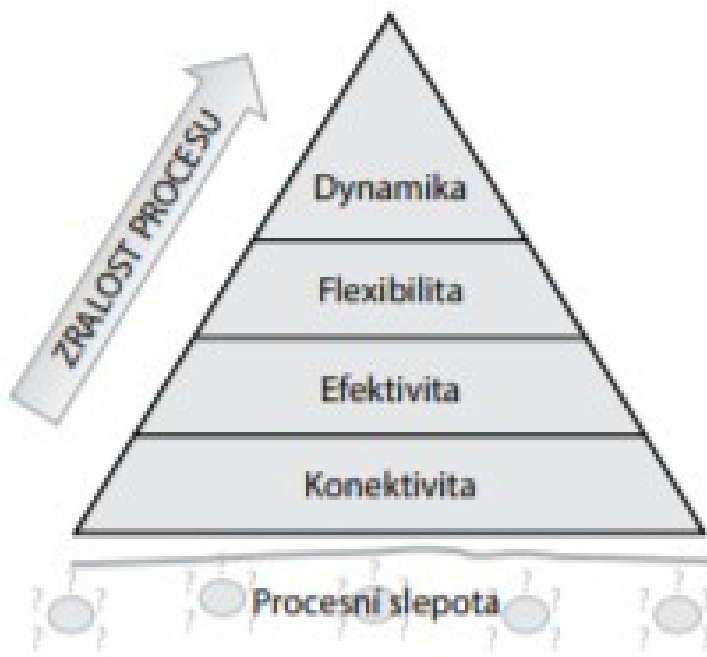 ZRALOST PROCESU
Dynamika
Flexibilita
Efektivita
Konektivita
? ? ? ? ?
? ? ? ? ? ? ? ? ? ?
Procesní slepota
? ? ? ? ? ? ? ? ? ?